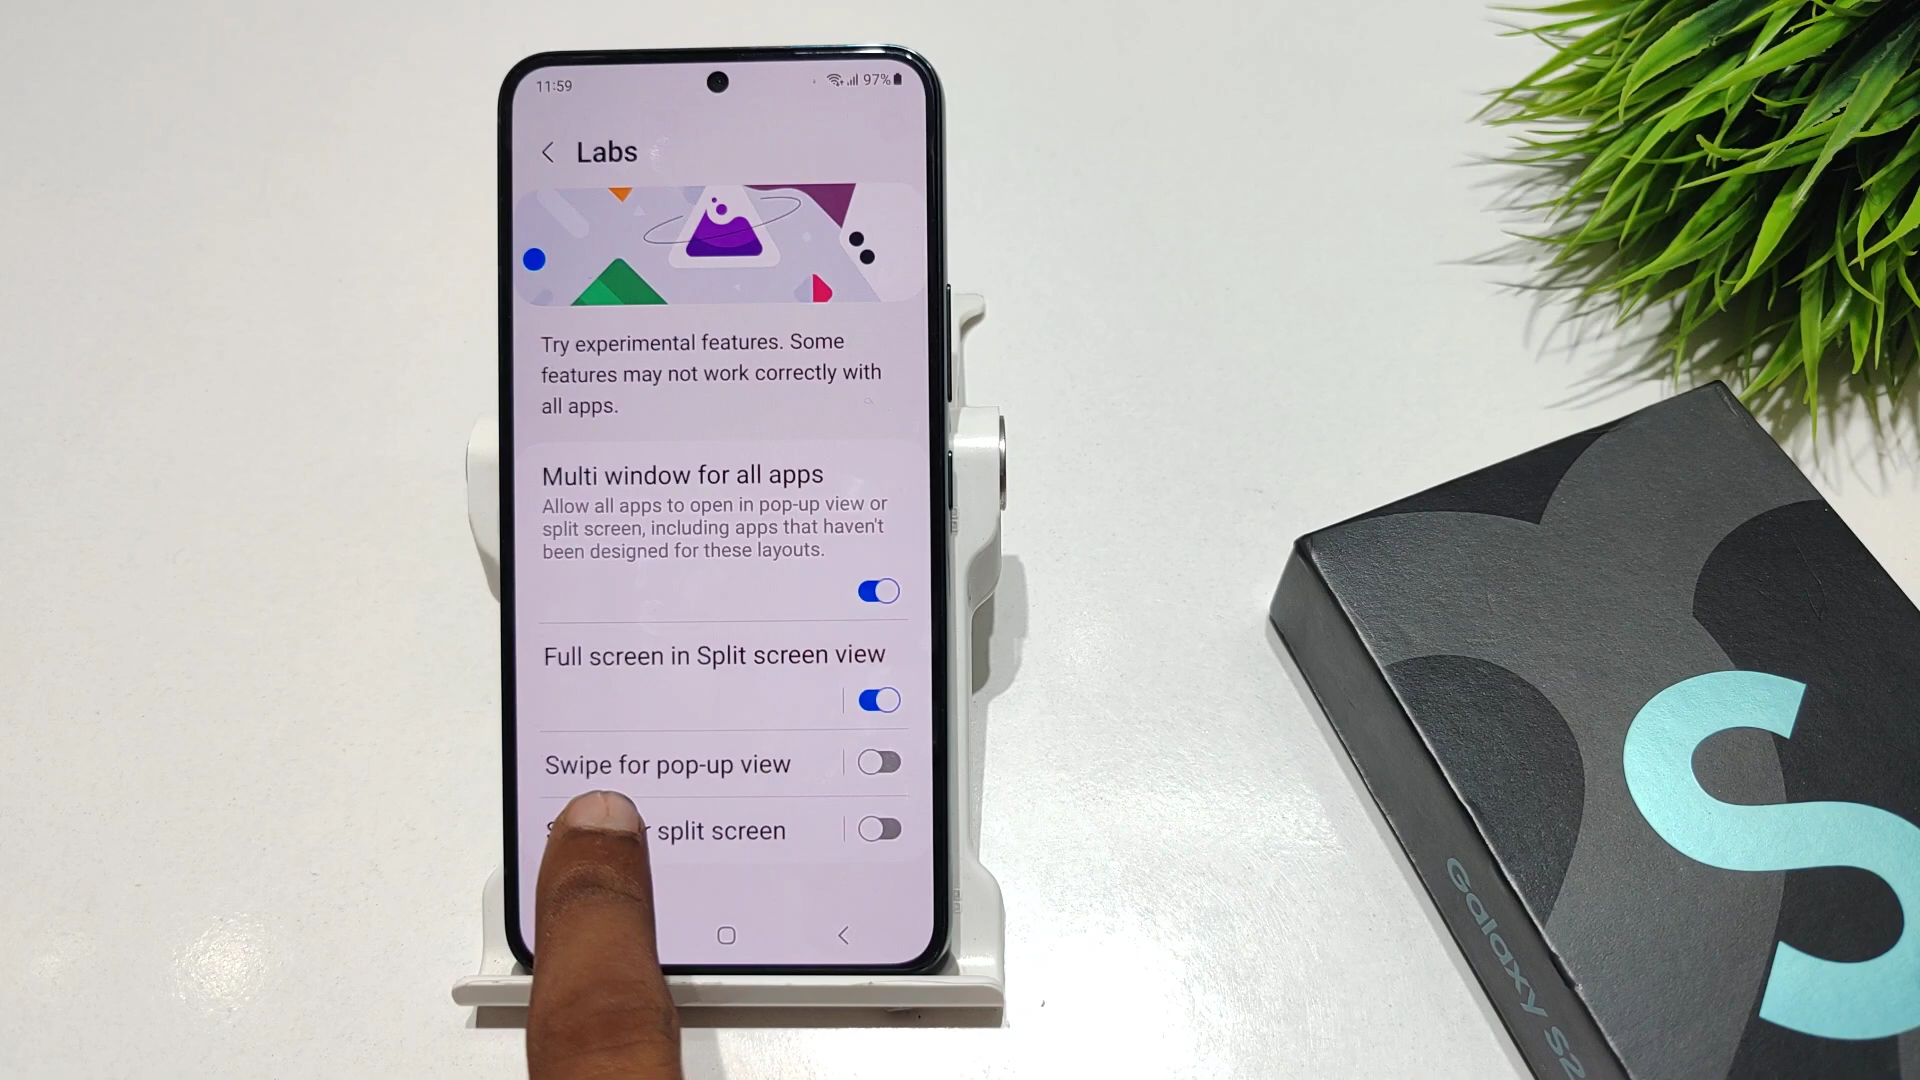 11:59
97%
Labs
Try experimental features. Some
features may not work correctly with
all apps.
Multi window for all apps
Allow all apps to open in pop-up view or
split screen, including apps that haven't
been designed for these layouts.
Full screen in Split screen view
Swipe for pop-up view
split screen
S
Galaxy S2